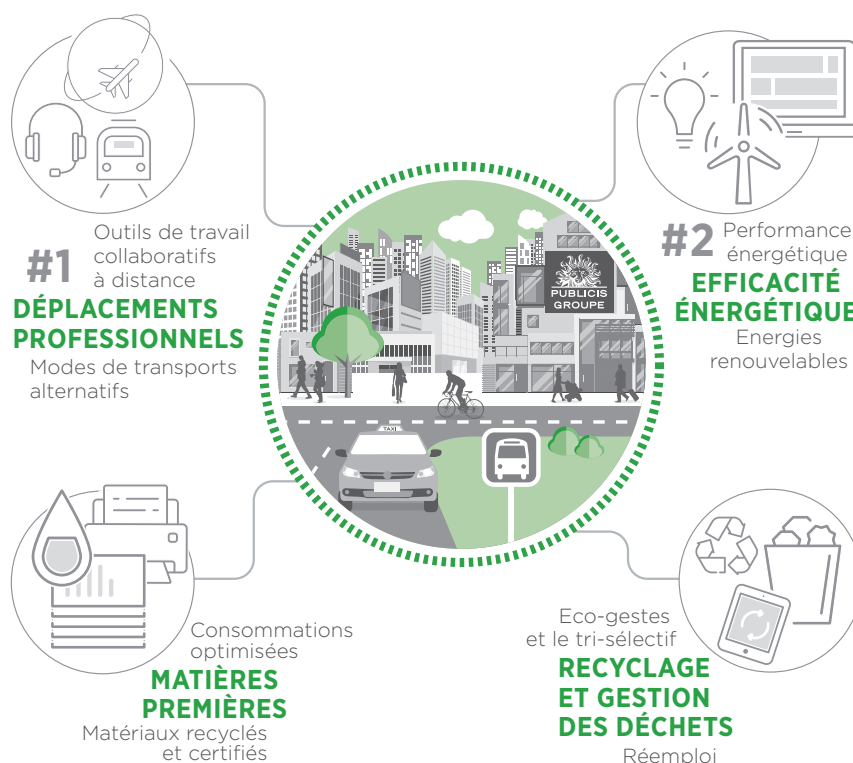 #1
Outils de travail
collaboratifs
à distance
DÉPLACEMENTS
PROFESSIONNELS
Modes de transports
alternatifs
#2
Performance
énergétique
EFFICACITÉ
ÉNERGÉTIQUE
Energies
renouvelables
PUBLICIS
GROUPE
TAXI
Consommations
optimisées
MATIÈRES
PREMIÈRES
Matériaux recyclés
et certifiés
Eco-gestes
et le tri-sélectif
RECYCLAGE
ET GESTION
DES DÉCHETS
Réemploi